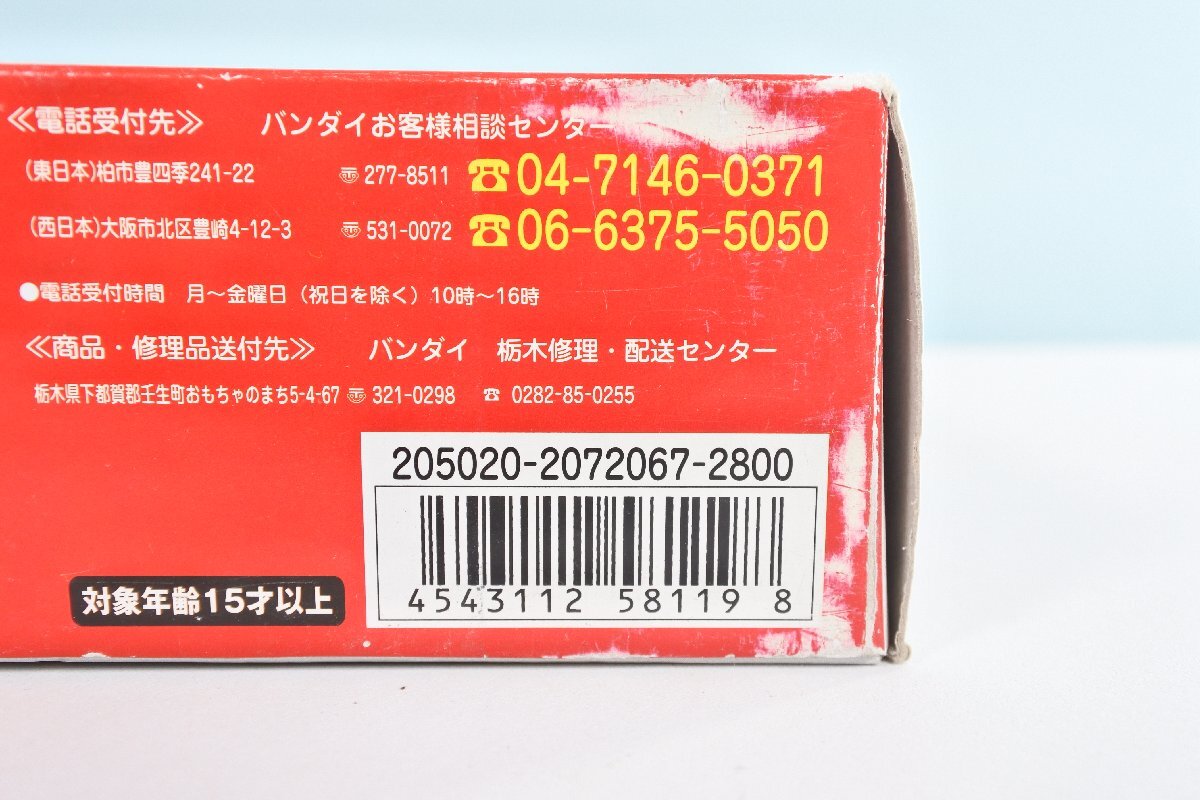 ≪電話受付先≫ バンダイお客様相談センター
(東日本)柏市豊四季241-22 〠 277-8511 ☎04-7146-0371
(西日本)大阪市北区豊崎4-12-3 〠 531-0072 ☎06-6375-5050
●電話受付時間 月～金曜日（祝日を除く）10時～16時
≪商品・修理品送付先≫ バンダイ 栃木修理・配送センター
栃木県下都賀郡壬生町おもちゃのまち5-4-67 〠 321-0298 ☎ 0282-85-0255
205020-2072067-2800
4543112 58119 8
対象年齢15才以上